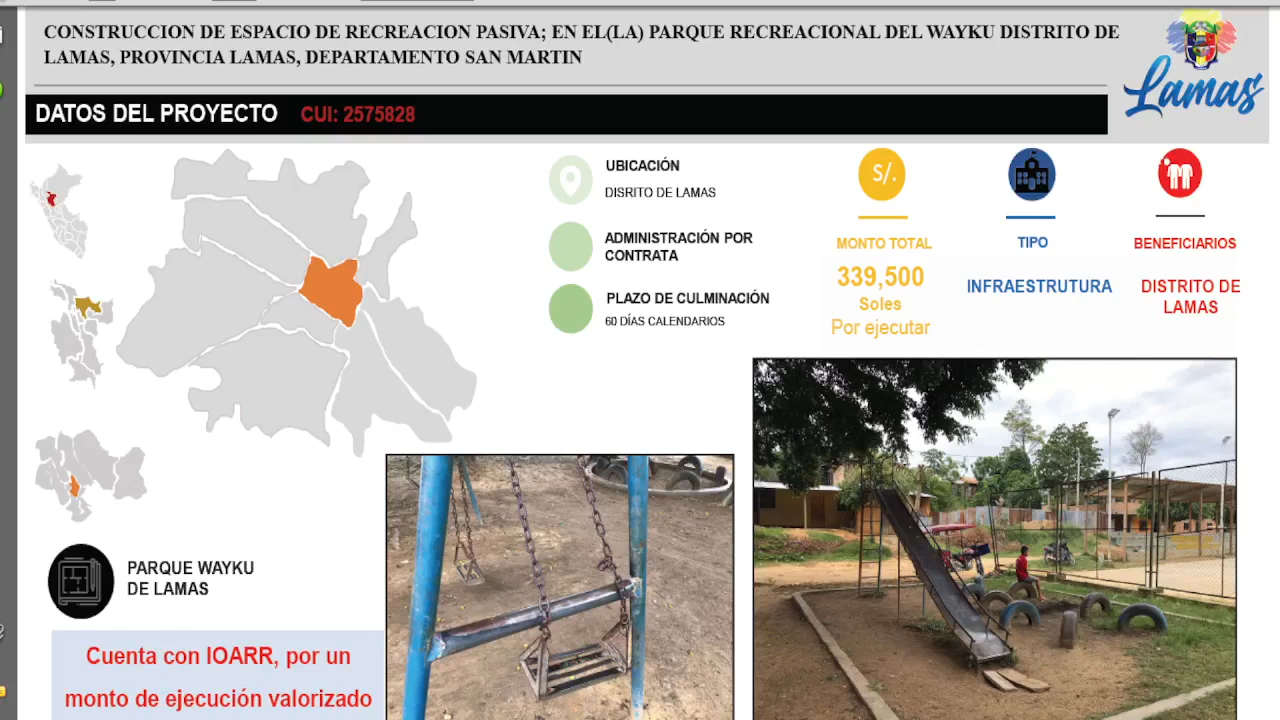 CONSTRUCCION DE ESPACIO DE RECREACION PASIVA; EN EL(LA) PARQUE RECREACIONAL DEL WAYKU DISTRITO DE
LAMAS, PROVINCIA LAMAS, DEPARTAMENTO SAN MARTIN
Lamas
DATOS DEL PROYECTO CUI: 2575828
UBICACIÓN
DISRITO DE LAMAS
ADMINISTRACIÓN POR
CONTRATA
PLAZO DE CULMINACIÓN
60 DÍAS CALENDARIOS
S/.
MONTO TOTAL
339,500
Soles
Por ejecutar
TIPO
INFRAESTRUTURA
BENEFICIARIOS
DISTRITO DE
LAMAS
PARQUE WAYKU
DE LAMAS
Cuenta con IOARR, por un
monto de ejecución valorizado